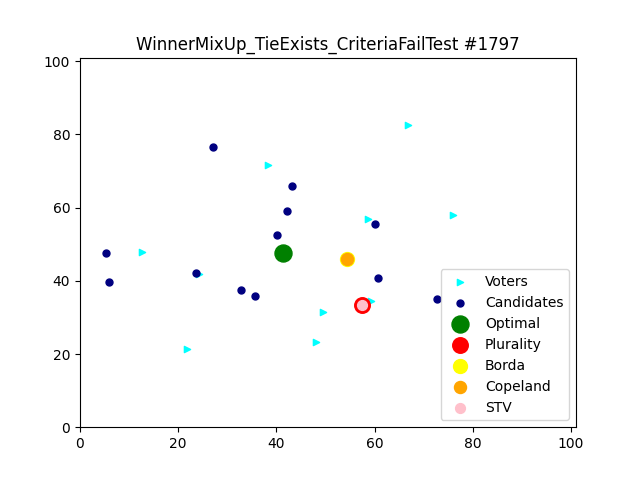 WinnerMixUp_TieExists_CriteriaFailTest #1797
100
80
60
40
20
0
0
20
40
60
80
100
Voters
Candidates
Optimal
Plurality
Borda
Copeland
STV